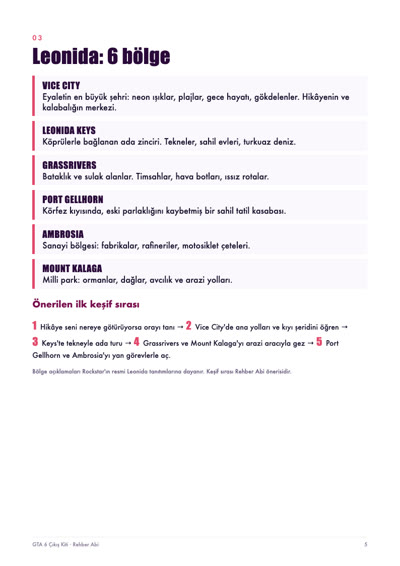 03
Leonida: 6 bölge
VICE CITY
Eyaletin en büyük şehri: neon ışıklar, plajlar, gece hayatı, gökdelenler. Hikâyenin ve
kalabalığın merkezi.
LEONIDA KEYS
Köprülerle bağlanan ada zinciri. Tekneler, sahil evleri, turkuaz deniz.
GRASSRIVERS
Bataklık ve sulak alanlar. Timsahlar, hava botları, ıssız rotalar.
PORT GELLHORN
Körfez kıyısında, eski parlaklığını kaybetmiş bir sahil tatil kasabası.
AMBROSIA
Sanayi bölgesi: fabrikalar, rafineriler, motosiklet çeteleri.
MOUNT KALAGA
Milli park: ormanlar, dağlar, avcılık ve arazi yolları.
Önerilen ilk keşif sırası
1 Hikâye seni nereye götürüyorsa orayı tanı → 2 Vice City'de ana yolları ve kıyı şeridini öğren →
3 Keys'te tekneyle ada turu → 4 Grassrivers ve Mount Kalaga'yı arazi aracıyla gez → 5 Port
Gellhorn ve Ambrosia'yı yan görevlerle aç.
Bölge açıklamaları Rockstar'ın resmi Leonida tanıtımlarına dayanır. Keşif sırası Rehber Abi önerisidir.
GTA 6 Çıkış Kiti · Rehber Abi
5